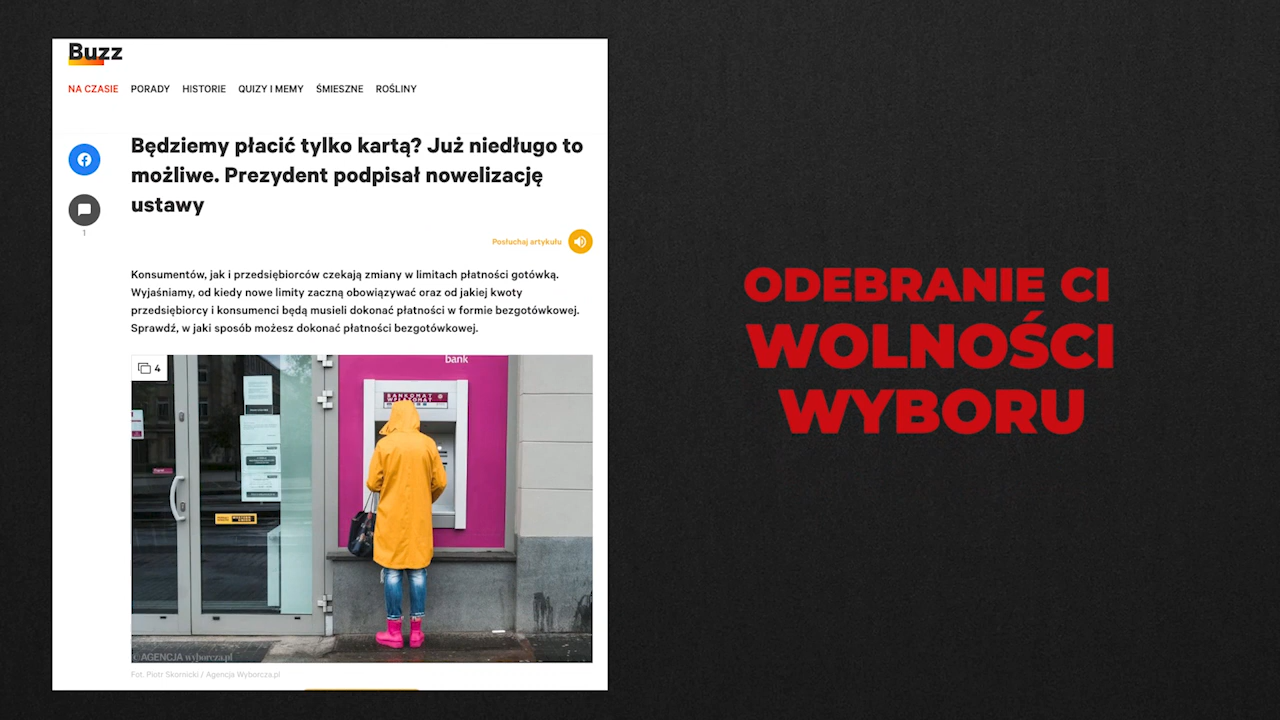 Buzz
NA CZASIE PORADY HISTORIE QUIZY I MEMY ŚMIESZNE ROŚLINY
Będziemy płacić tylko kartą? Już niedługo to
możliwe. Prezydent podpisał nowelizację
ustawy
1
Posłuchaj artykułu
Konsumentów, jak i przedsiębiorców czekają zmiany w limitach płatności gotówką.
Wyjaśniamy, od kiedy nowe limity zaczną obowiązywać oraz od jakiej kwoty
przedsiębiorcy i konsumenci będą musieli dokonać płatności w formie bezgotówkowej.
Sprawdź, w jaki sposób możesz dokonać płatności bezgotówkowej.
4
bank
BANKOMAT
© AGENCJA wyborcza.pl
Fot. Piotr Skornicki / Agencja Wyborcza.pl
ODEBRANIE CI
WOLNOŚCI
WYBORU